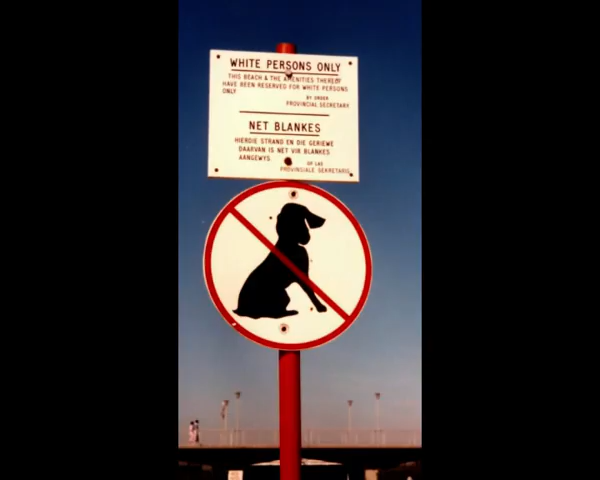 WHITE PERSONS ONLY
THIS BEACH & THE AMENITIES THEREOF
HAVE BEEN RESERVED FOR WHITE PERSONS
ONLY
BY ORDER
PROVINCIAL SECRETARY
NET BLANKES
HIERDIE STRAND EN DIE GERIEWE
DAARVAN IS NET VIR BLANKES
AANGEWYS
OP LAS
PROVINSIALE SEKRETARIS